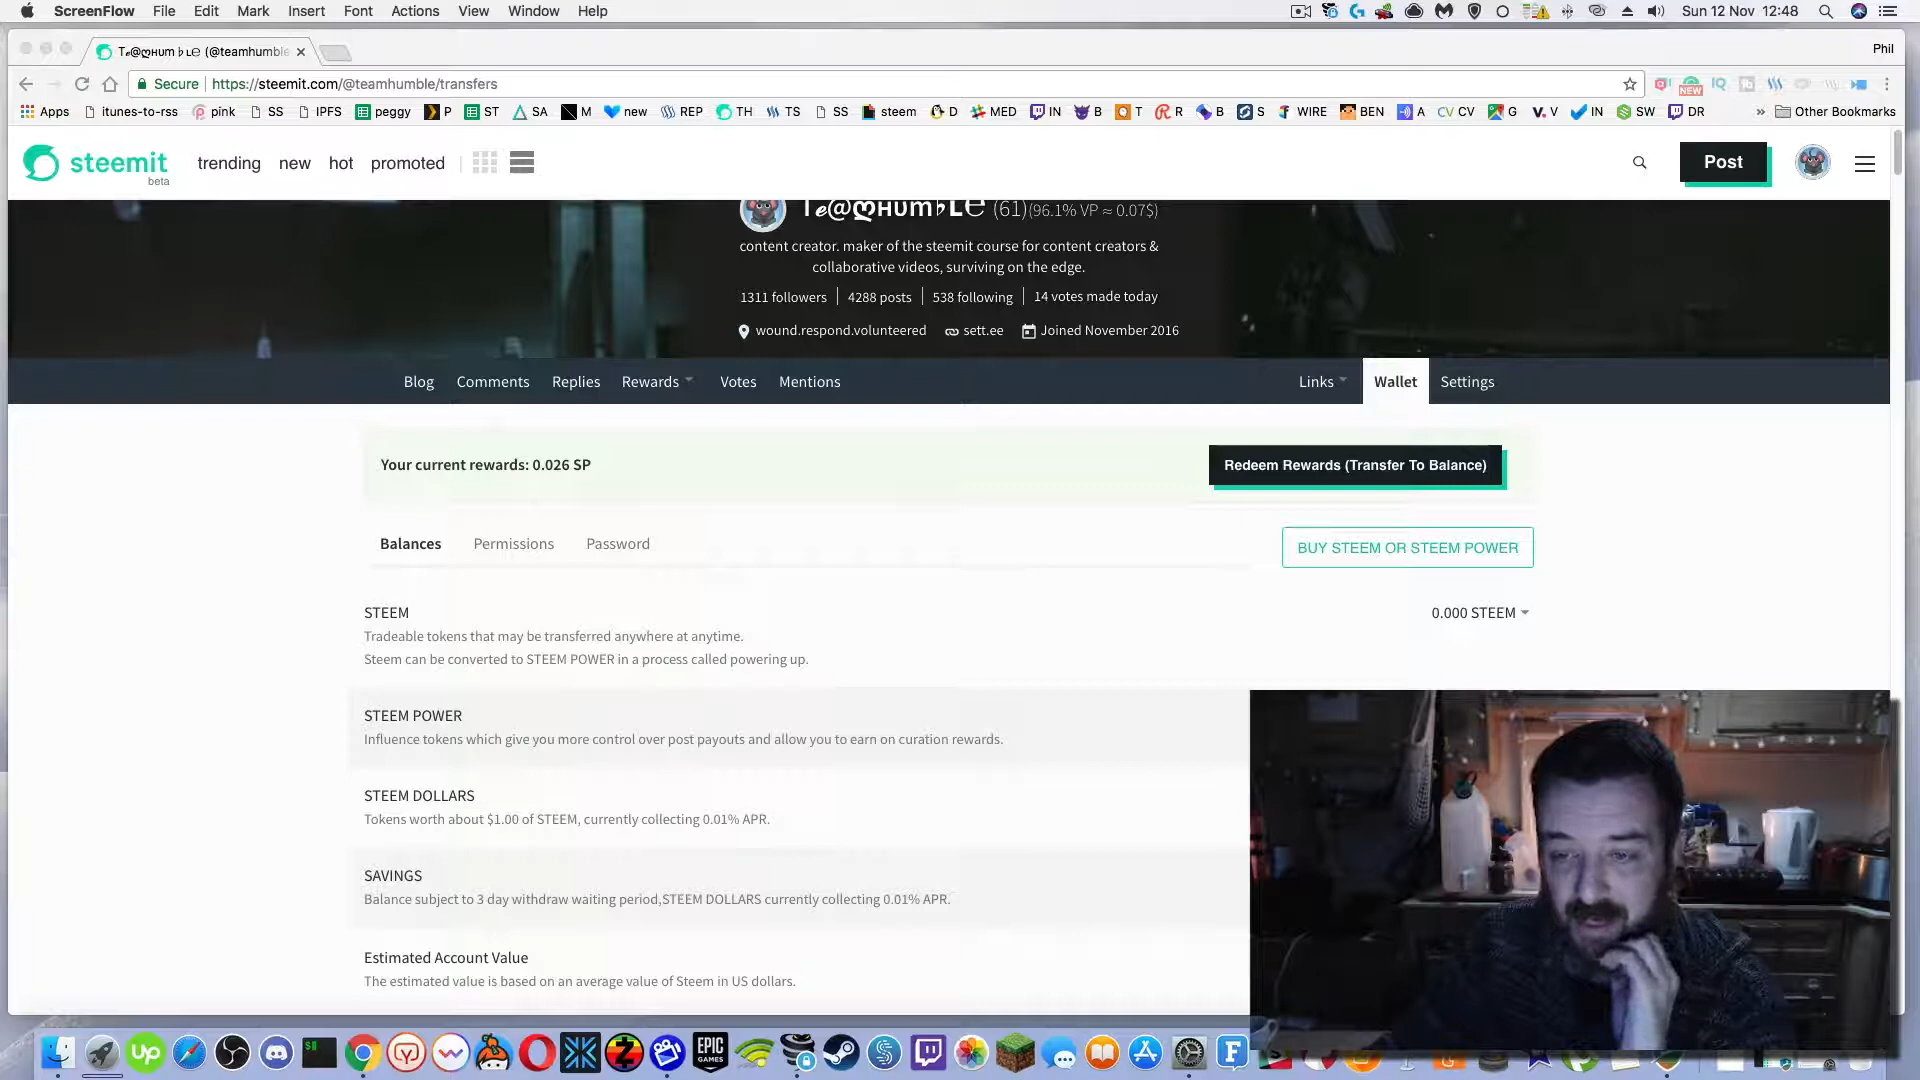 ScreenFlow File Edit Mark Insert Font Actions View Window Help Sun 12 Nov 12:48
(@teamhumble Phil
Secure https://steemit.com/@teamhumble/transfers NEW
Apps itunes-to-rss pink SS IPFS peggy P ST SA M new REP TH TS SS steem D MED IN B T R B S WIRE BEN A CV CV G V. V IN SW DR » Other Bookmarks
steemit beta trending new hot promoted Post
T𝓮@ღʜᴜᴍ♭ʟ℮ (61)(96.1% VP ≈ 0.07$)
content creator. maker of the steemit course for content creators &
collaborative videos, surviving on the edge.
1311 followers 4288 posts 538 following 14 votes made today
wound.respond.volunteered sett.ee Joined November 2016
Blog Comments Replies Rewards Votes Mentions Links Wallet Settings
Your current rewards: 0.026 SP Redeem Rewards (Transfer To Balance)
Balances Permissions Password BUY STEEM OR STEEM POWER
STEEM 0.000 STEEM
Tradeable tokens that may be transferred anywhere at anytime.
Steem can be converted to STEEM POWER in a process called powering up.
STEEM POWER
Influence tokens which give you more control over post payouts and allow you to earn on curation rewards.
STEEM DOLLARS
Tokens worth about $1.00 of STEEM, currently collecting 0.01% APR.
SAVINGS
Balance subject to 3 day withdraw waiting period,STEEM DOLLARS currently collecting 0.01% APR.
Estimated Account Value
The estimated value is based on an average value of Steem in US dollars.
Up $ EPIC GAMES F